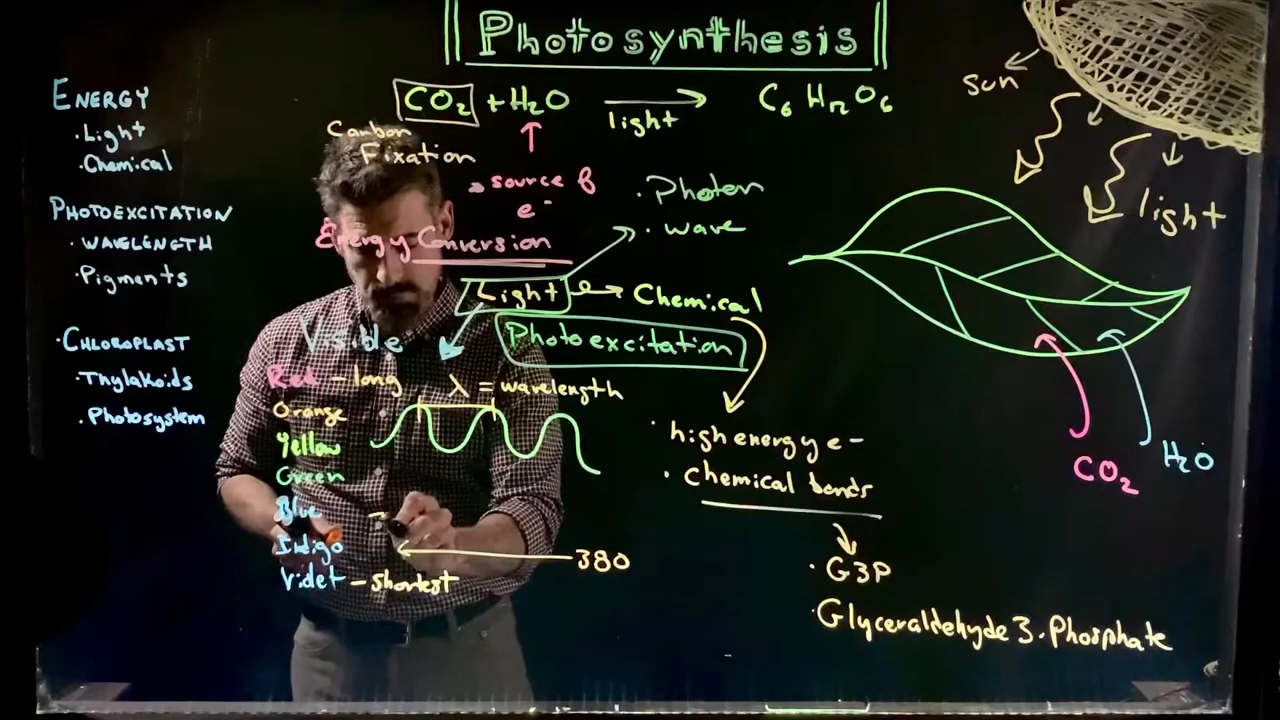 Photosynthesis
ENERGY
· Light
· Chemical
PHOTOEXCITATION
· WAVELENGTH
· Pigments
· CHLOROPLAST
· Thylakoids
· Photosystem
CO2 + H2O light → C6 H12 O6
Carbon
Fixation
↑
→ source of
e-
Energy Conversion
· Photon
· wave
Light e- → Chemical
Photoexcitation
Visible
Red - long
λ = wavelength
Orange
Yellow
Green
Blue
Indigo
Violet - shortest
380
· high energy e-
· Chemical bonds
· G3P
· Glyceraldehyde 3-Phosphate
sun
light
CO2
H2O